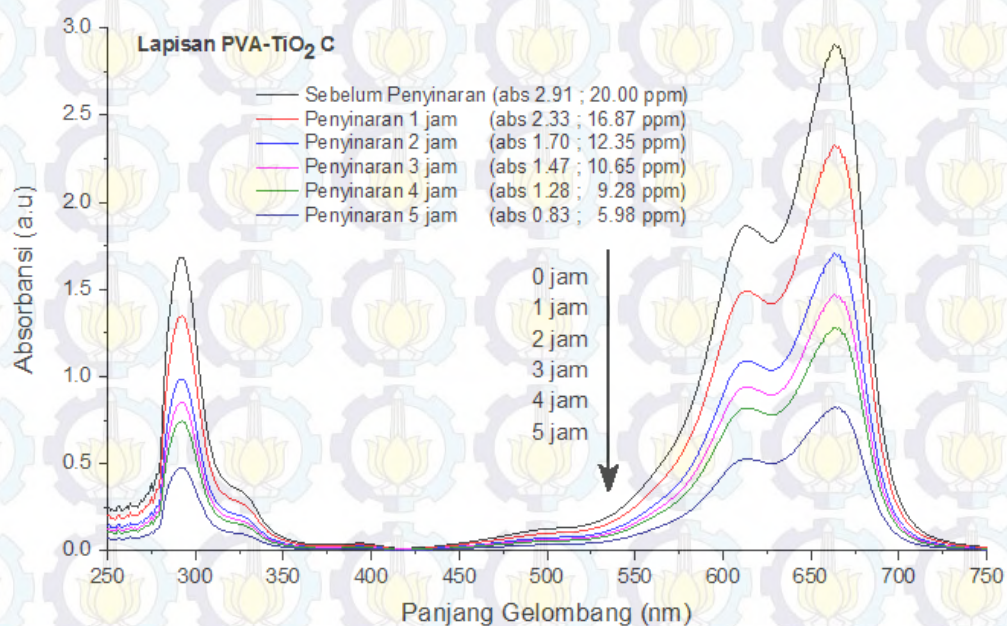 Lapisan PVA-TiO₂ C
Sebelum Penyinaran (abs 2.91 ; 20.00 ppm)
Penyinaran 1 jam (abs 2.33 ; 16.87 ppm)
Penyinaran 2 jam (abs 1.70 ; 12.35 ppm)
Penyinaran 3 jam (abs 1.47 ; 10.65 ppm)
Penyinaran 4 jam (abs 1.28 ; 9.28 ppm)
Penyinaran 5 jam (abs 0.83 ; 5.98 ppm)
0 jam
1 jam
2 jam
3 jam
4 jam
5 jam
Absorbansi (a.u)
3.0
2.5
2.0
1.5
1.0
0.5
0.0
250 300 350 400 450 500 550 600 650 700 750
Panjang Gelombang (nm)